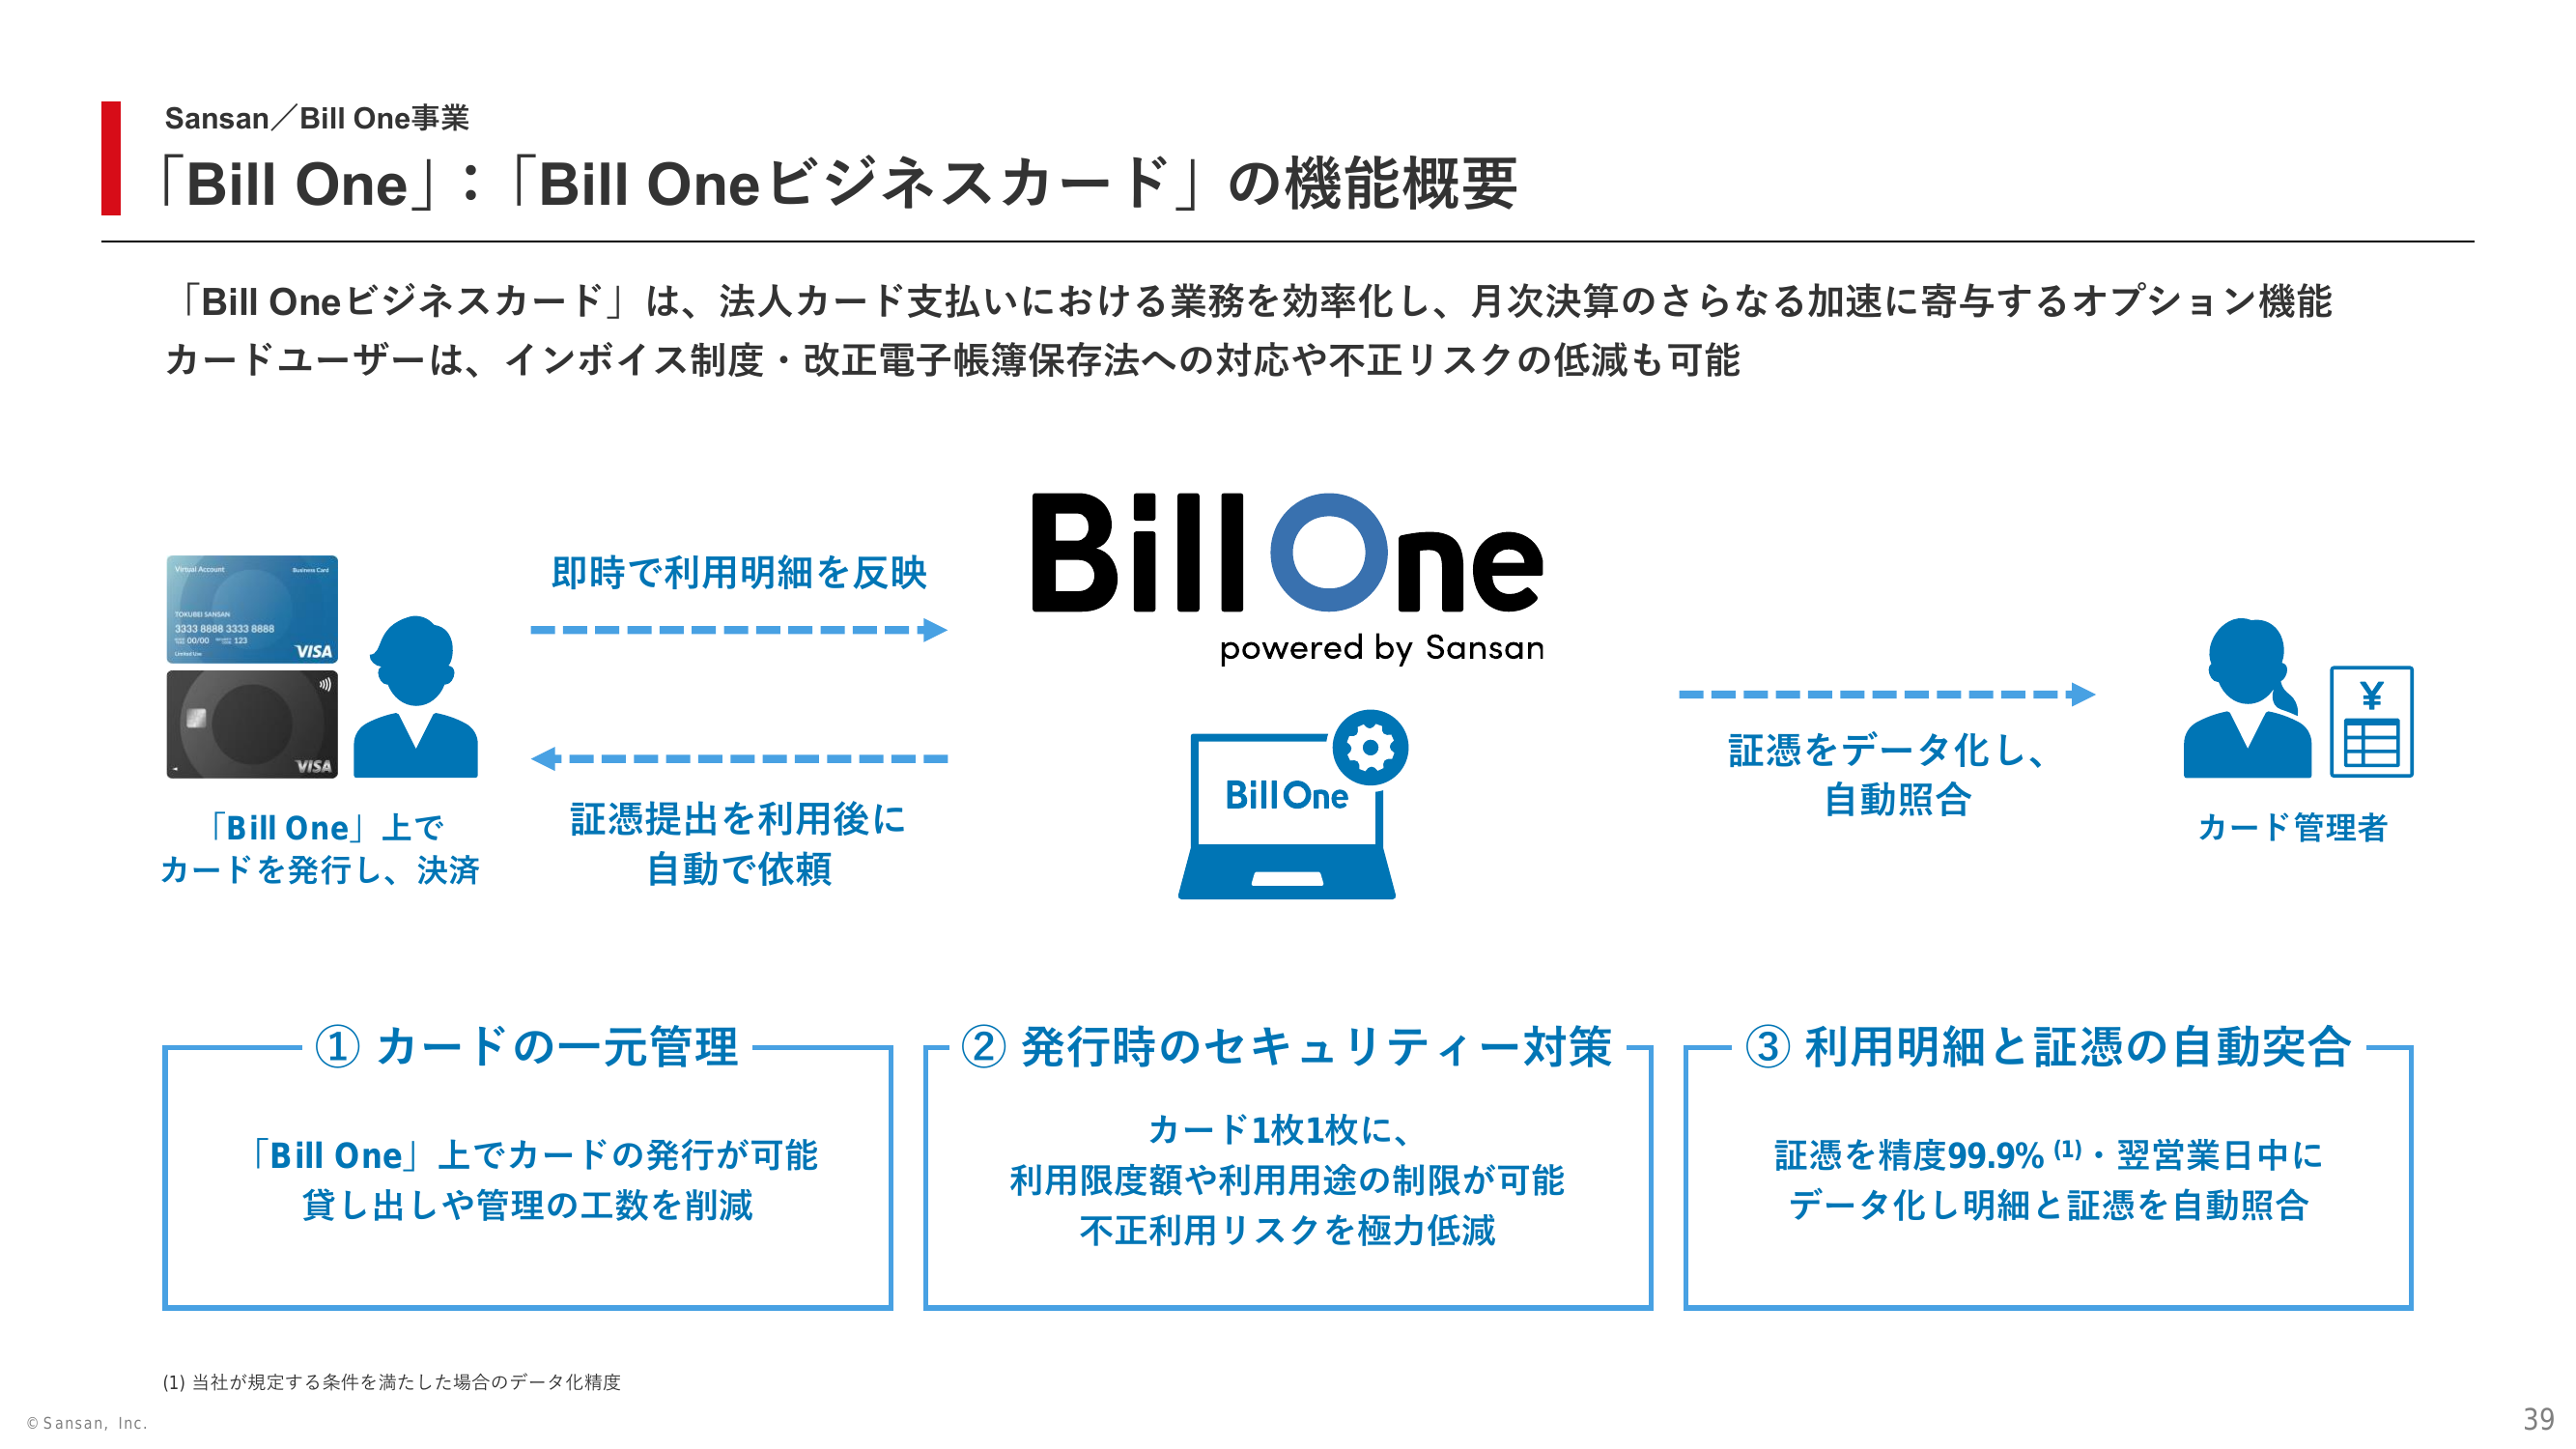 Sansan／Bill One事業
「Bill One」：「Bill Oneビジネスカード」の機能概要
「Bill Oneビジネスカード」は、法人カード支払いにおける業務を効率化し、月次決算のさらなる加速に寄与するオプション機能
カードユーザーは、インボイス制度・改正電子帳簿保存法への対応や不正リスクの低減も可能
Virtual Account
Business Card
TOKUBEI SANSAN
3333 8888 3333 8888
00/00
123
Limited Use
VISA
VISA
「Bill One」上で
カードを発行し、決済
即時で利用明細を反映
証憑提出を利用後に
自動で依頼
Bill One
powered by Sansan
Bill One
証憑をデータ化し、
自動照合
¥
カード管理者
① カードの一元管理
「Bill One」上でカードの発行が可能
貸し出しや管理の工数を削減
② 発行時のセキュリティー対策
カード1枚1枚に、
利用限度額や利用用途の制限が可能
不正利用リスクを極力低減
③ 利用明細と証憑の自動突合
証憑を精度99.9% (1)・翌営業日中に
データ化し明細と証憑を自動照合
(1) 当社が規定する条件を満たした場合のデータ化精度
© Sansan, Inc.
39